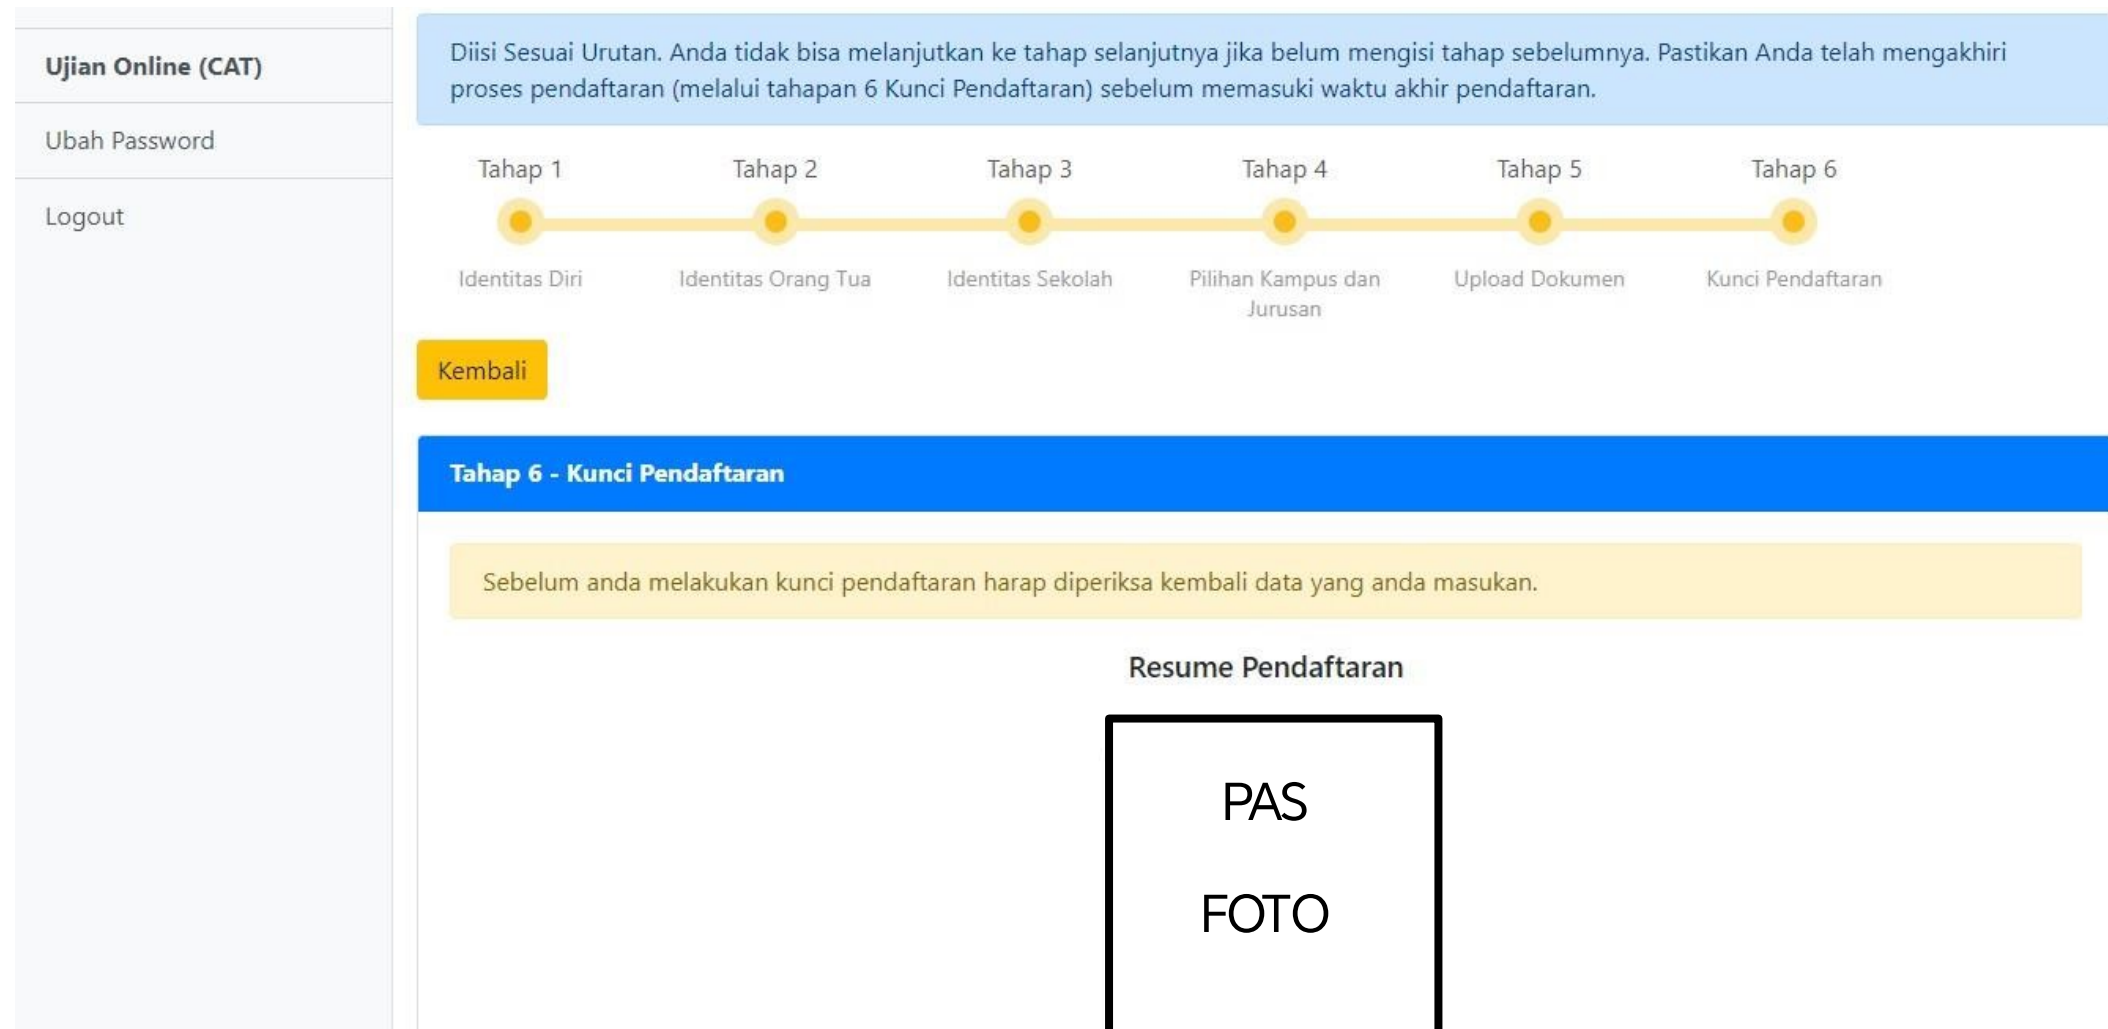 Ujian Online (CAT)
Ubah Password
Logout
Diisi Sesuai Urutan. Anda tidak bisa melanjutkan ke tahap selanjutnya jika belum mengisi tahap sebelumnya. Pastikan Anda telah mengakhiri
proses pendaftaran (melalui tahapan 6 Kunci Pendaftaran) sebelum memasuki waktu akhir pendaftaran.
Tahap 1 Tahap 2 Tahap 3 Tahap 4 Tahap 5 Tahap 6
Identitas Diri Identitas Orang Tua Identitas Sekolah Pilihan Kampus dan Upload Dokumen Kunci Pendaftaran
Jurusan
Kembali
Tahap 6 - Kunci Pendaftaran
Sebelum anda melakukan kunci pendaftaran harap diperiksa kembali data yang anda masukan.
Resume Pendaftaran
PAS
FOTO